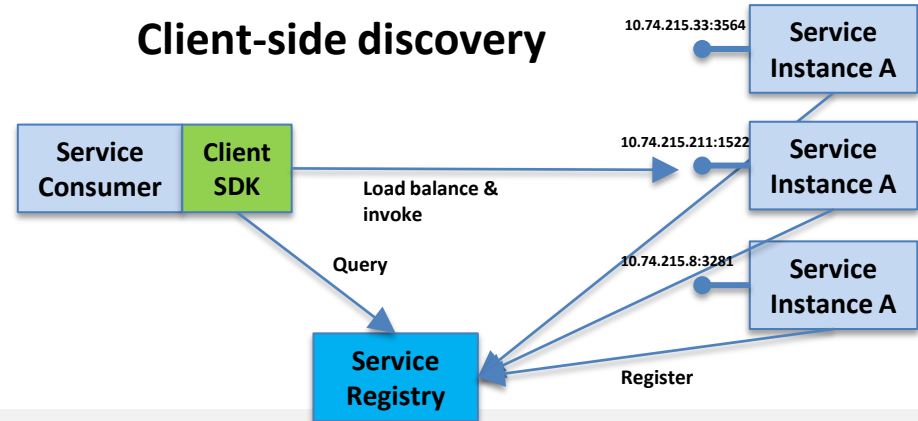 Client-side discovery
10.74.215.33:3564
Service
Instance A
Service
Consumer
Client
SDK
10.74.215.211:1522
Service
Instance A
Load balance &
invoke
Query
10.74.215.8:3281
Service
Instance A
Service
Registry
Register